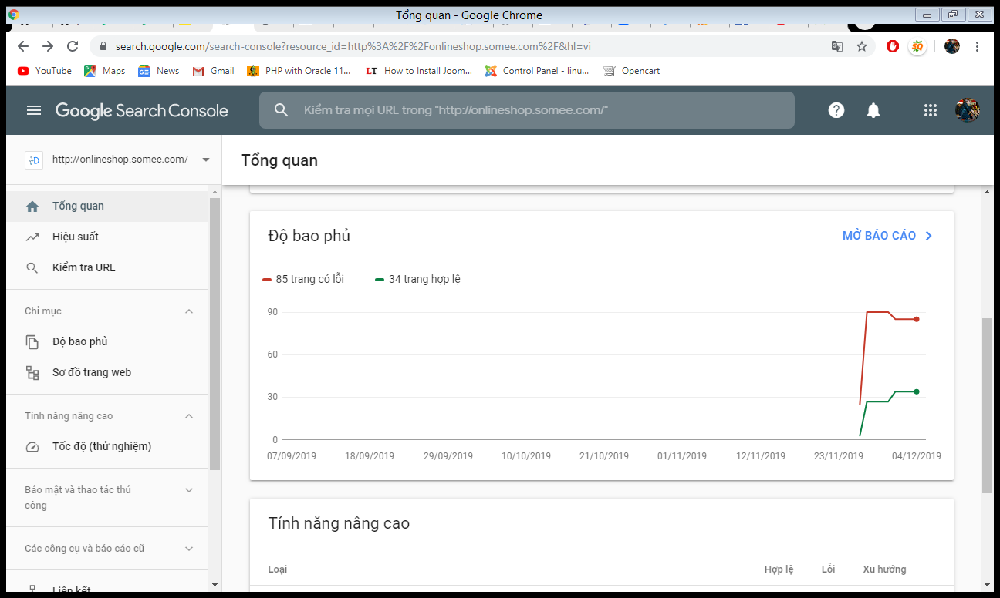 Tổng quan - Google Chrome
search.google.com/search-console?resource_id=http%3A%2F%2Fonlineshop.somee.com%2F&hl=vi
YouTube
Maps
News
Gmail
PHP with Oracle 11...
LT How to Install Joom...
Control Panel - linu...
Opencart
Google Search Console
Kiểm tra mọi URL trong "http://onlineshop.somee.com/"
http://onlineshop.somee.com/
Tổng quan
Tổng quan
Hiệu suất
Kiểm tra URL
Chỉ mục
Độ bao phủ
Sơ đồ trang web
Tính năng nâng cao
Tốc độ (thử nghiệm)
Bảo mật và thao tác thủ
công
Các công cụ và báo cáo cũ
Liên kết
Độ bao phủ
MỞ BÁO CÁO
85 trang có lỗi
34 trang hợp lệ
90
60
30
0
07/09/2019 18/09/2019 29/09/2019 10/10/2019 21/10/2019 01/11/2019 12/11/2019 23/11/2019 04/12/2019
Tính năng nâng cao
Loại Hợp lệ Lỗi Xu hướng